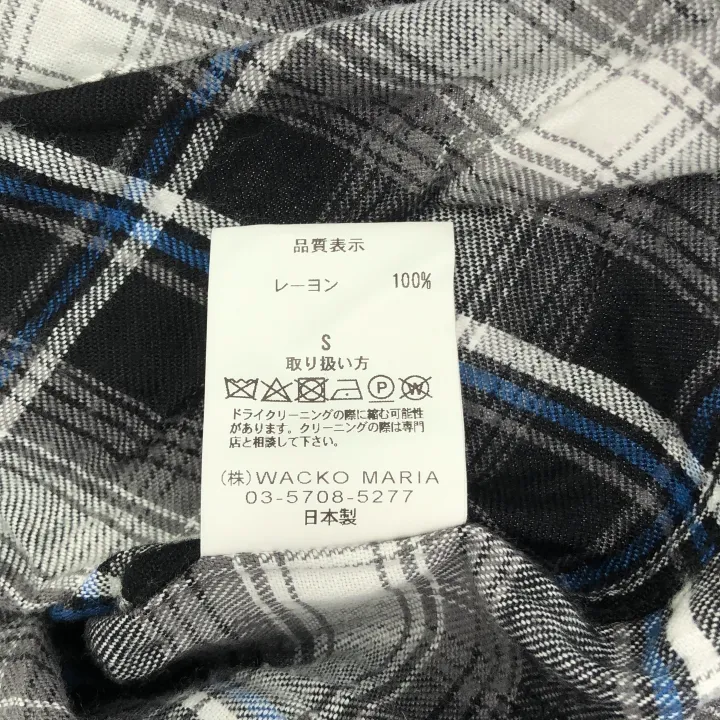 品質表示
レーヨン 100%
S
取り扱い方
P W
ドライクリーニングの際に縮む可能性
があります。クリーニングの際は専門
店と相談して下さい。
(株)WACKO MARIA
03-5708-5277
日本製